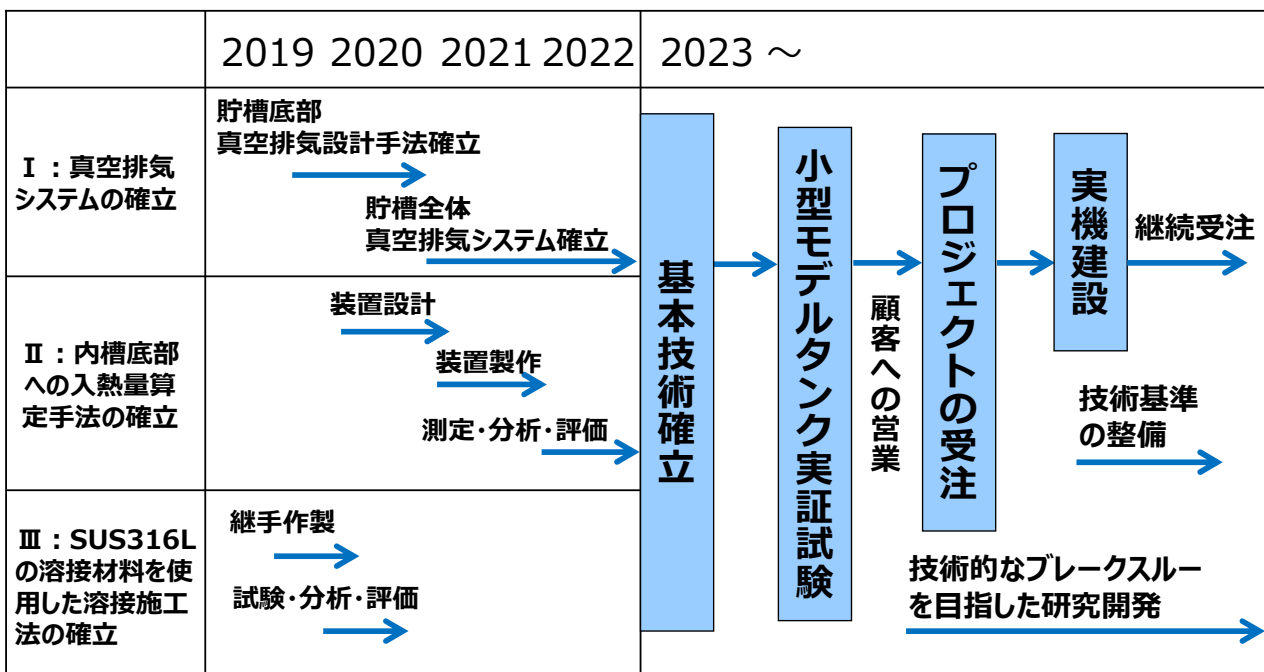 2019 2020 2021 2022 2023 ～
Ⅰ：真空排気
システムの確立
貯槽底部
真空排気設計手法確立
貯槽全体
真空排気システム確立
Ⅱ：内槽底部
への入熱量算
定手法の確立
装置設計
装置製作
測定・分析・評価
Ⅲ：SUS316L
の溶接材料を使
用した溶接施工
法の確立
継手作製
試験・分析・評価
基本技術確立
小型モデルタンク実証試験
顧客への営業
プロジェクトの受注
実機建設
継続受注
技術基準
の整備
技術的なブレークスルー
を目指した研究開発